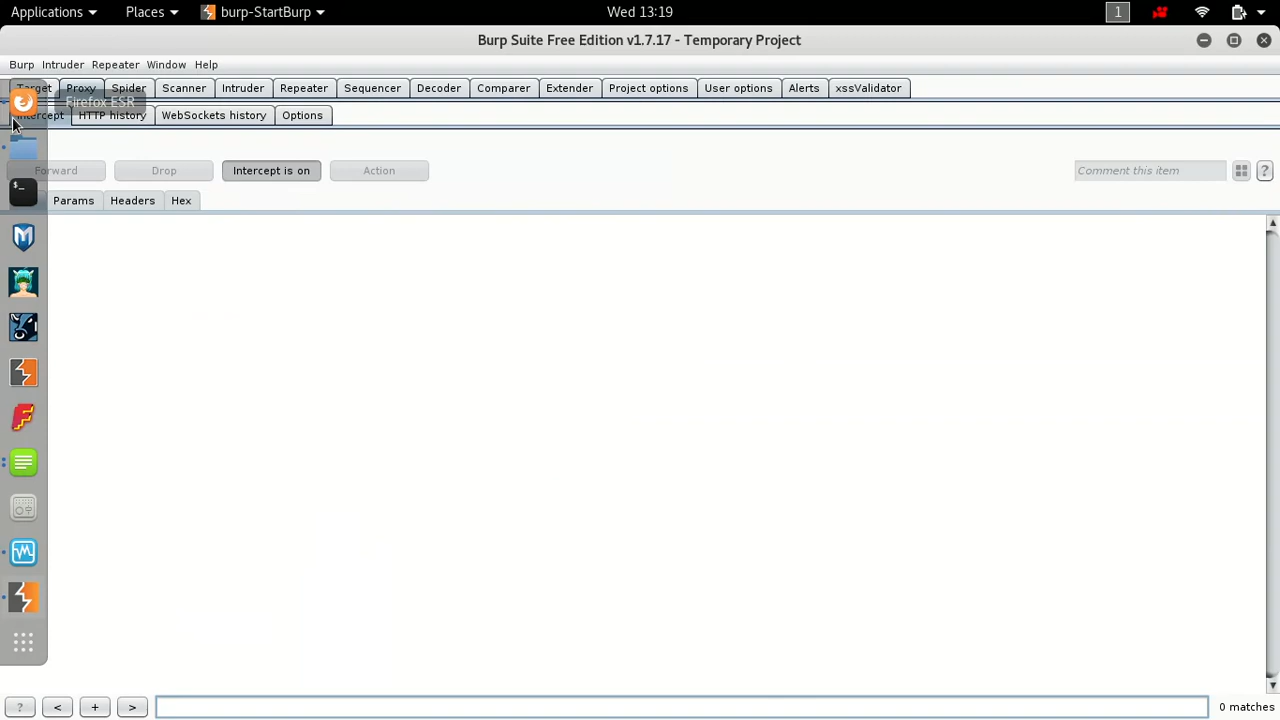 Applications Places burp-StartBurp Wed 13:19 1
Burp Suite Free Edition v1.7.17 - Temporary Project
Burp Intruder Repeater Window Help
Target Proxy Spider Scanner Intruder Repeater Sequencer Decoder Comparer Extender Project options User options Alerts xssValidator
Firefox ESR
Intercept HTTP history WebSockets history Options
Forward Drop Intercept is on Action Comment this item ?
Params Headers Hex
$_
? < + > 0 matches